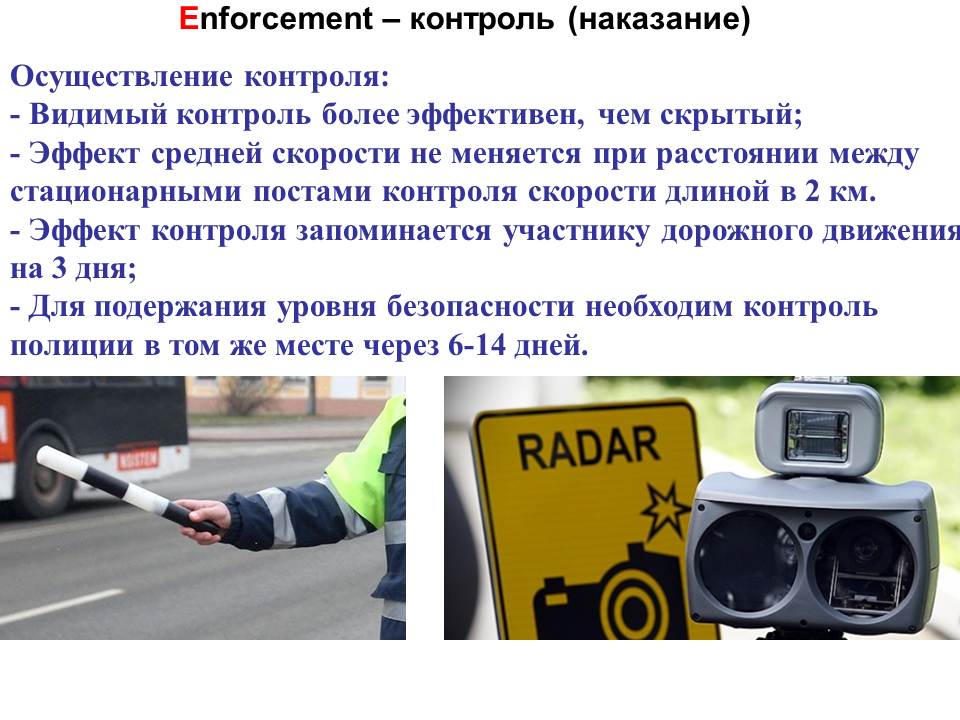 Enforcement – контроль (наказание)
Осуществление контроля:
- Видимый контроль более эффективен, чем скрытый;
- Эффект средней скорости не меняется при расстоянии между
стационарными постами контроля скорости длиной в 2 км.
- Эффект контроля запоминается участнику дорожного движения
на 3 дня;
- Для подержания уровня безопасности необходим контроль
полиции в том же месте через 6-14 дней.
RADAR